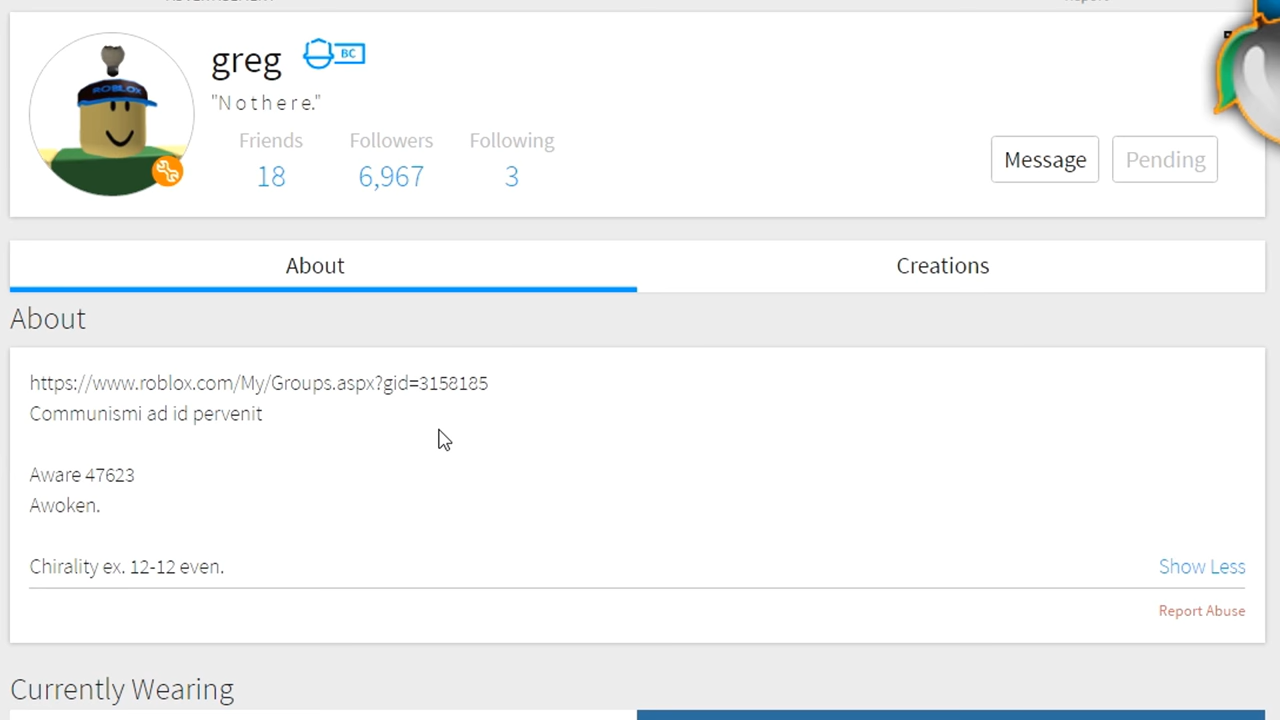 greg BC
"N o t h e r e."
Friends Followers Following
18 6,967 3
Message Pending
About Creations
About
https://www.roblox.com/My/Groups.aspx?gid=3158185
Communismi ad id pervenit
Aware 47623
Awoken.
Chirality ex. 12-12 even.
Show Less
Report Abuse
Currently Wearing
ROBLOX